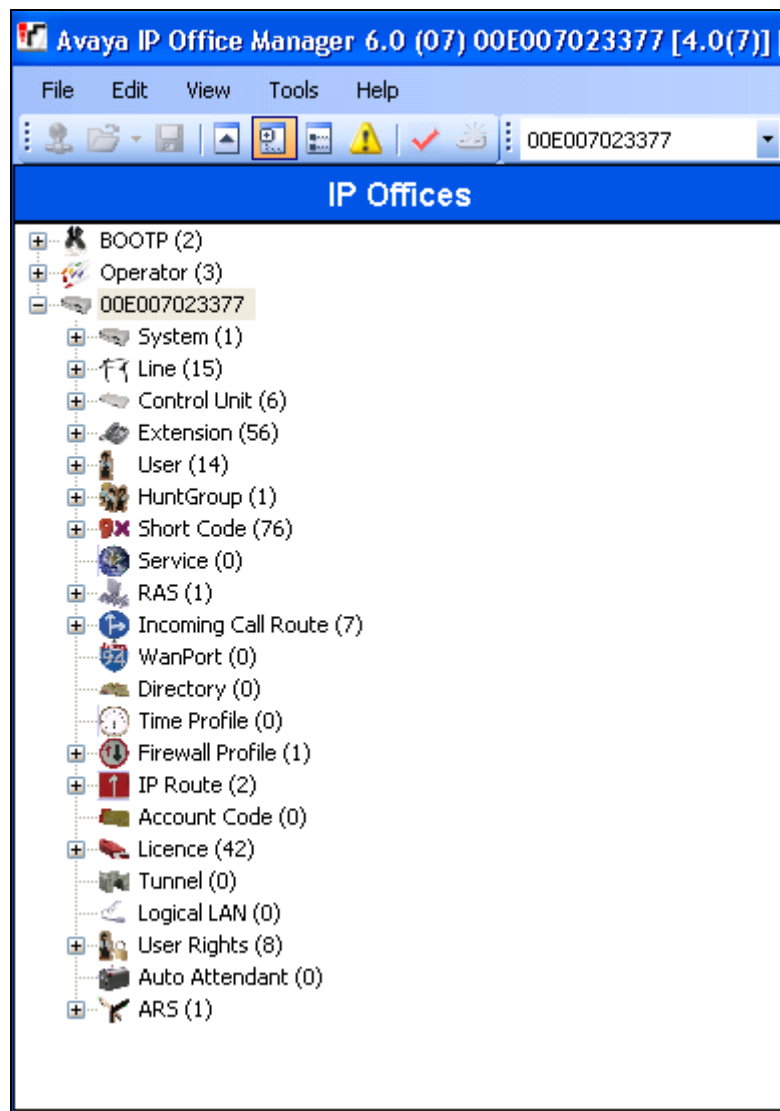 Avaya IP Office Manager 6.0 (07) 00E007023377 [4.0(7)] [
File Edit View Tools Help
00E007023377
IP Offices
BOOTP (2)
Operator (3)
00E007023377
System (1)
Line (15)
Control Unit (6)
Extension (56)
User (14)
HuntGroup (1)
Short Code (76)
Service (0)
RAS (1)
Incoming Call Route (7)
WanPort (0)
Directory (0)
Time Profile (0)
Firewall Profile (1)
IP Route (2)
Account Code (0)
Licence (42)
Tunnel (0)
Logical LAN (0)
User Rights (8)
Auto Attendant (0)
ARS (1)